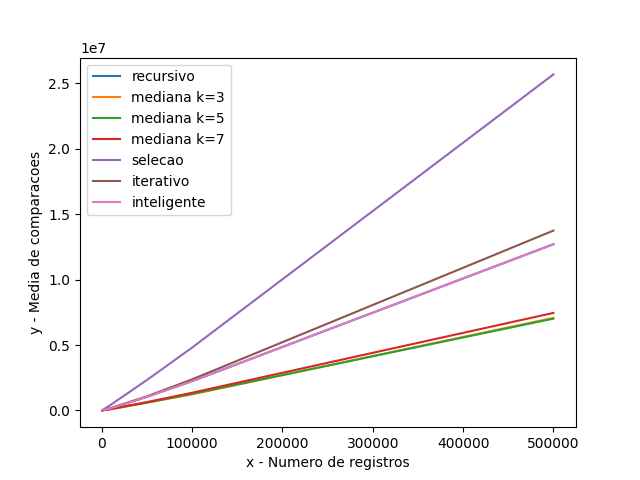 1e7
recursivo
mediana k=3
mediana k=5
mediana k=7
selecao
iterativo
inteligente
2.5
2.0
1.5
1.0
0.5
0.0
y - Media de comparacoes
0 100000 200000 300000 400000 500000
x - Numero de registros